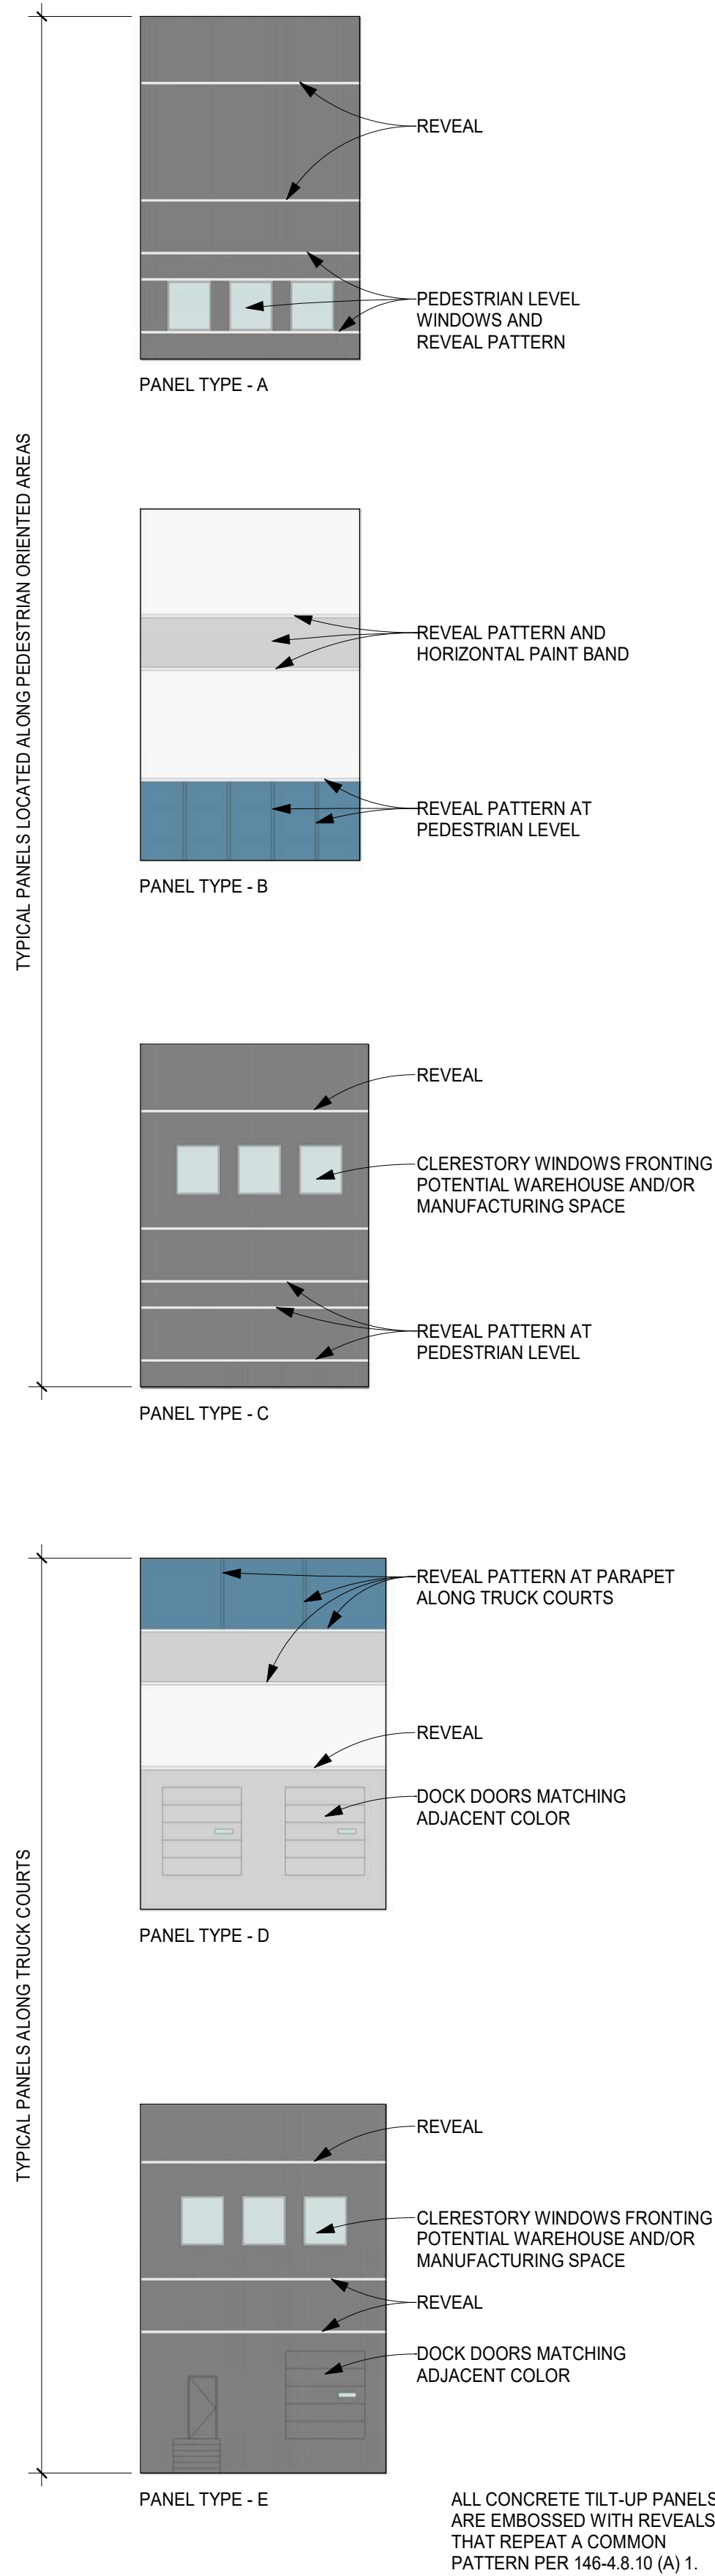 TYPICAL PANELS LOCATED ALONG PEDESTRIAN ORIENTED AREAS
REVEAL
PEDESTRIAN LEVEL
WINDOWS AND
REVEAL PATTERN
PANEL TYPE - A
REVEAL PATTERN AND
HORIZONTAL PAINT BAND
REVEAL PATTERN AT
PEDESTRIAN LEVEL
PANEL TYPE - B
REVEAL
CLERESTORY WINDOWS FRONTING
POTENTIAL WAREHOUSE AND/OR
MANUFACTURING SPACE
REVEAL PATTERN AT
PEDESTRIAN LEVEL
PANEL TYPE - C
TYPICAL PANELS ALONG TRUCK COURTS
REVEAL PATTERN AT PARAPET
ALONG TRUCK COURTS
REVEAL
DOCK DOORS MATCHING
ADJACENT COLOR
PANEL TYPE - D
REVEAL
CLERESTORY WINDOWS FRONTING
POTENTIAL WAREHOUSE AND/OR
MANUFACTURING SPACE
REVEAL
DOCK DOORS MATCHING
ADJACENT COLOR
PANEL TYPE - E
ALL CONCRETE TILT-UP PANELS
ARE EMBOSSED WITH REVEALS
THAT REPEAT A COMMON
PATTERN PER 146-4.8.10 (A) 1.